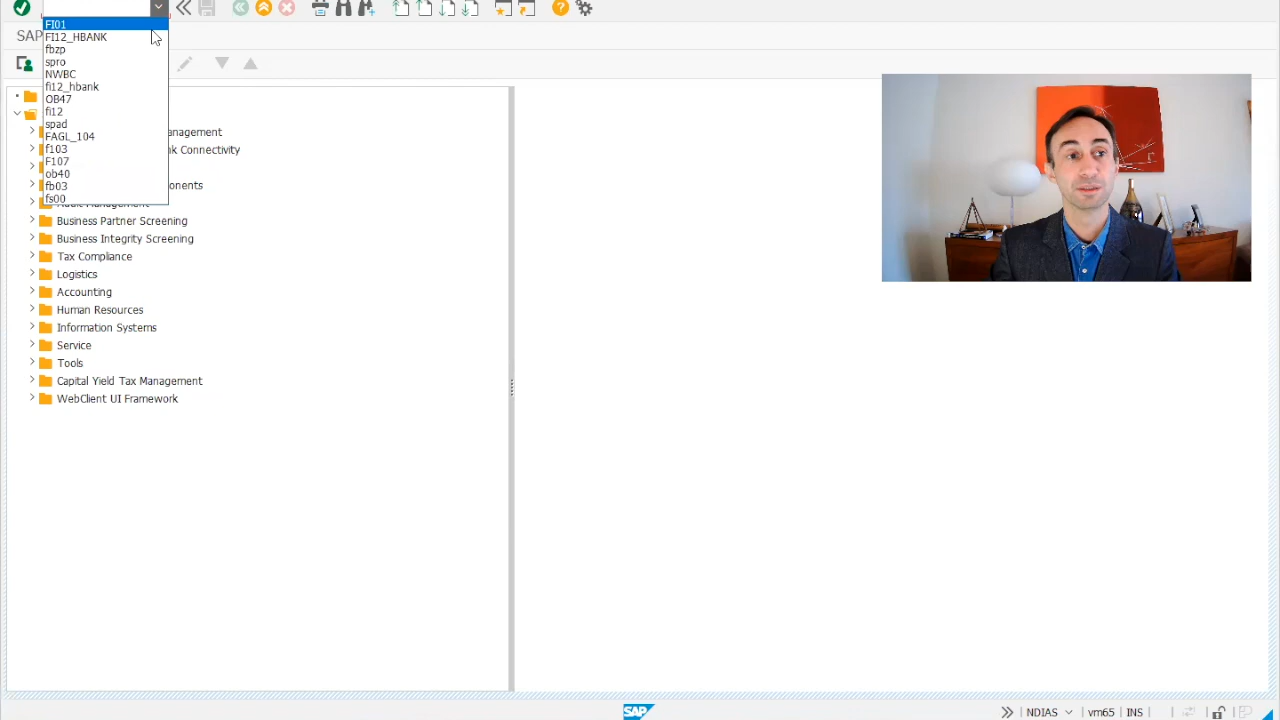 FI01
SAP
FI12_HBANK
fbzp
spro
NWBC
fi12_hbank
OB47
fi12
spad
FAGL_104
anagement
f103
nk Connectivity
F107
ob40
fb03
onents
fs00
Business Partner Screening
Business Integrity Screening
Tax Compliance
Logistics
Accounting
Human Resources
Information Systems
Service
Tools
Capital Yield Tax Management
WebClient UI Framework
SAP
NDIAS
vm65
INS